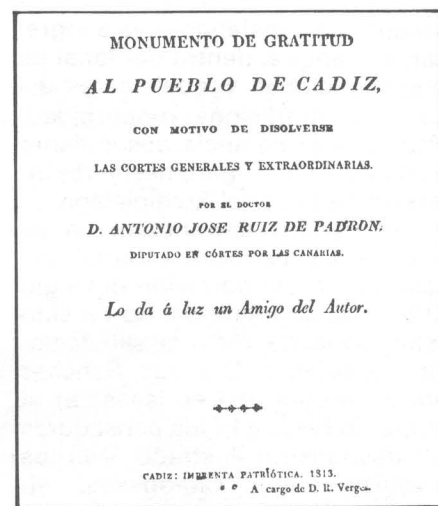 MONUMENTO DE GRATITUD
AL PUEBLO DE CADIZ,
CON MOTIVO DE DISOLVERSE
LAS CORTES GENERALES Y EXTRAORDINARIAS.
POR EL DOCTOR
D. ANTONIO JOSE RUIZ DE PADRON,
DIPUTADO EN CÓRTES POR LAS CANARIAS.
Lo da á luz un Amigo del Autor.
CADIZ: IMPRENTA PATRIÓTICA. 1813.
A cargo de D. R. Verges